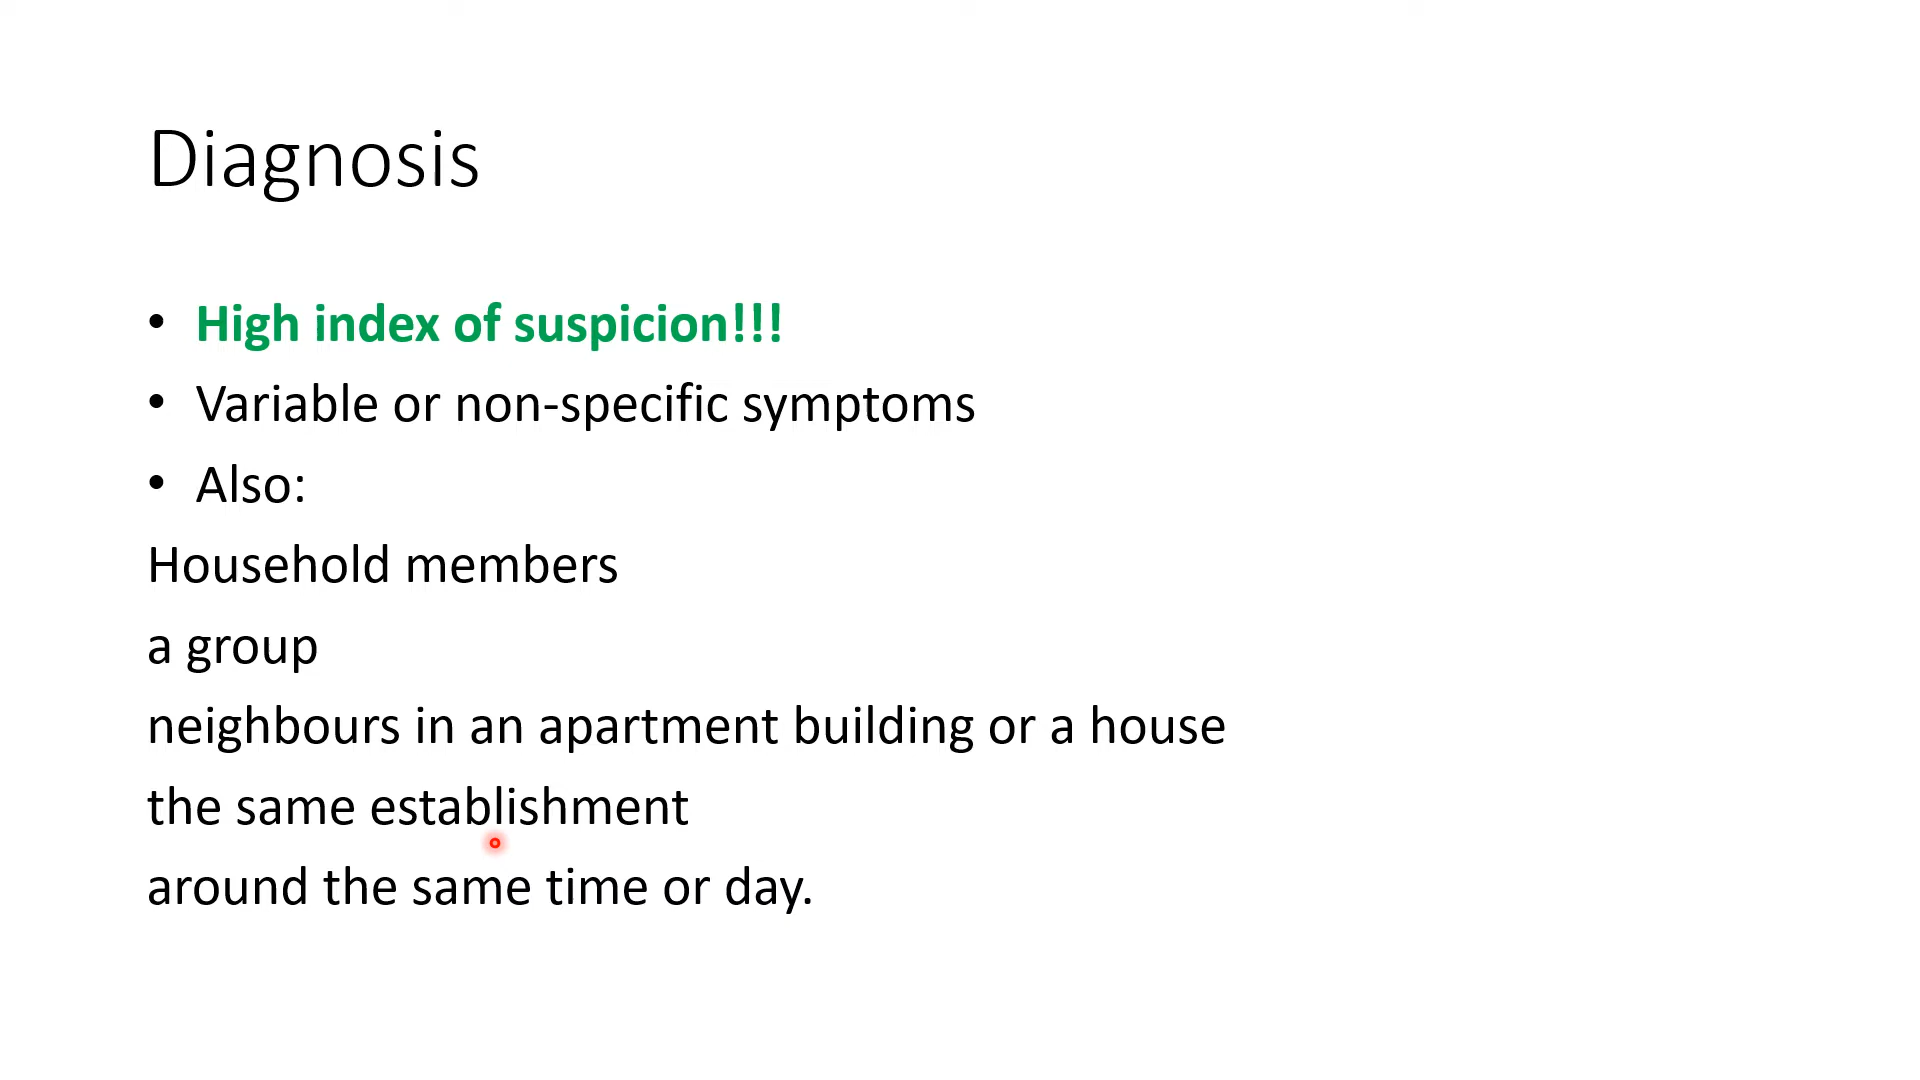 Diagnosis
• High index of suspicion!!!
• Variable or non-specific symptoms
• Also:
Household members
a group
neighbours in an apartment building or a house
the same establishment
around the same time or day.